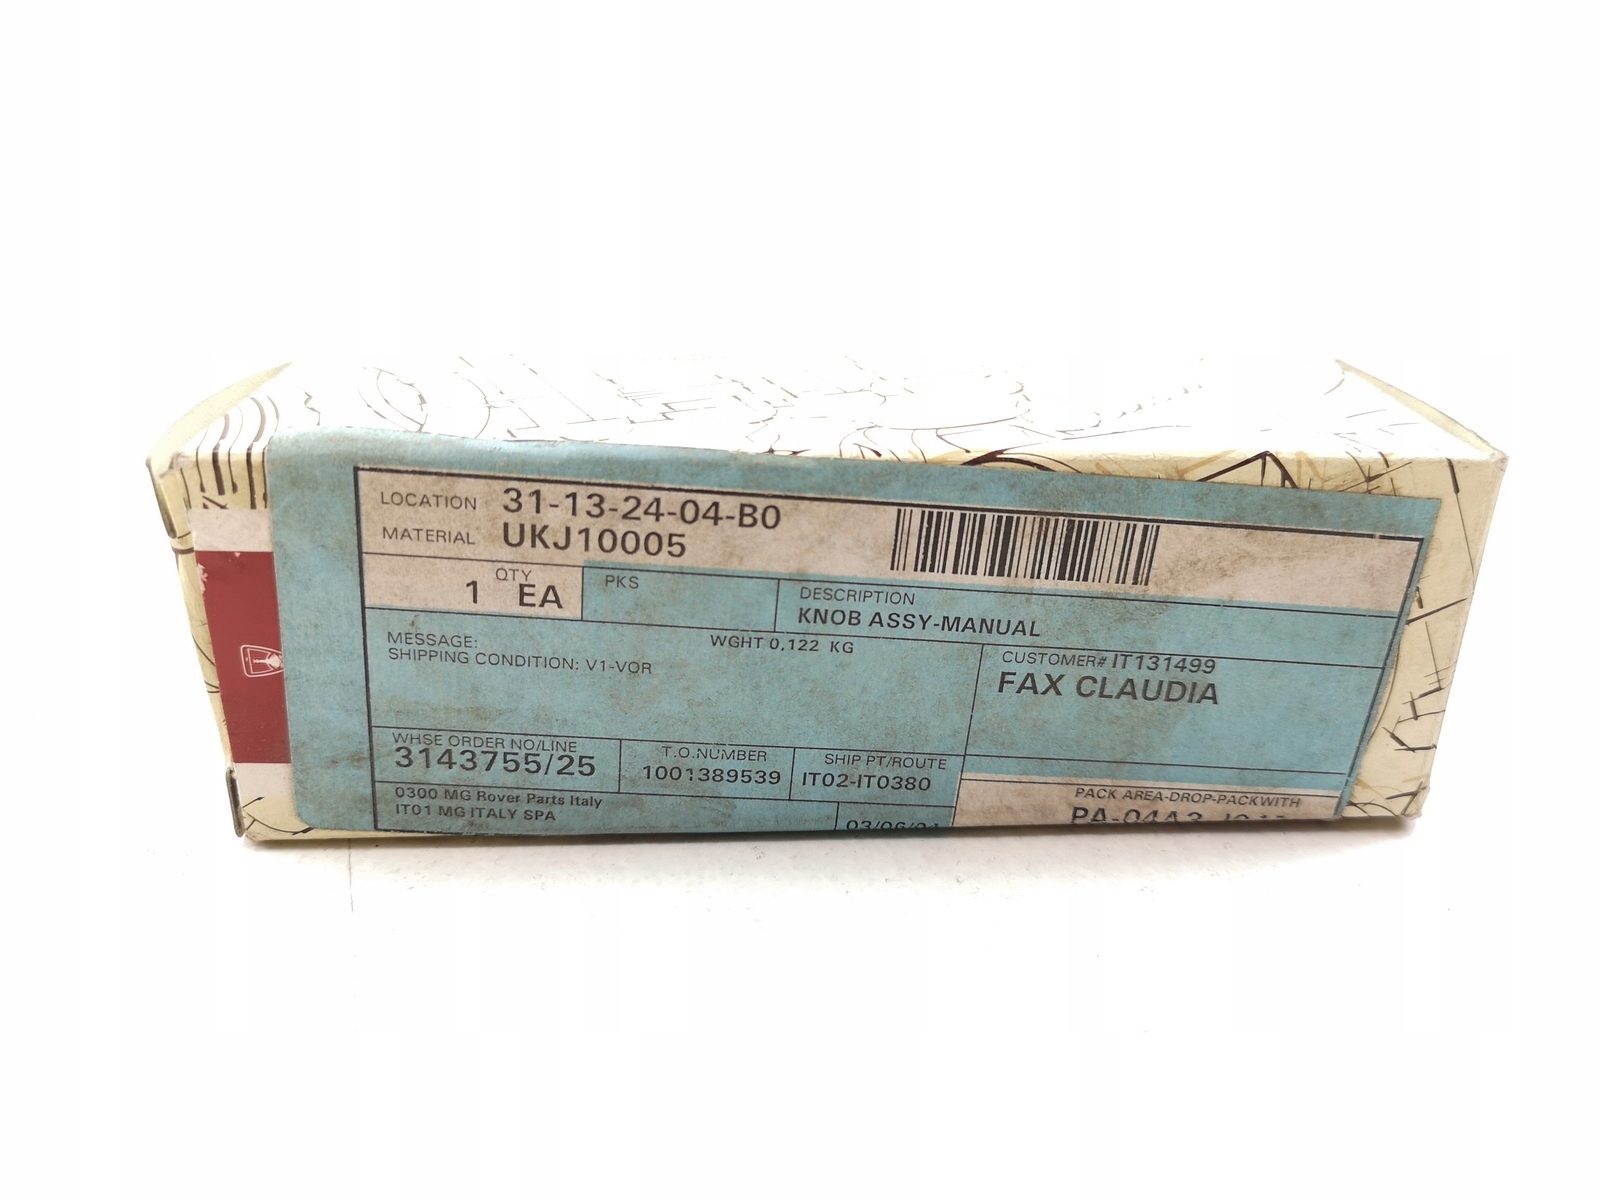 LOCATION 31-13-24-04-B0
MATERIAL UKJ10005
QTY PKS
1 EA
DESCRIPTION
KNOB ASSY-MANUAL
MESSAGE: WGHT 0,122 KG
SHIPPING CONDITION: V1-VOR
CUSTOMER# IT131499
FAX CLAUDIA
WHSE ORDER NO/LINE T.O.NUMBER SHIP PT/ROUTE
3143755/25 1001389539 IT02-IT0380
0300 MG Rover Parts Italy
IT01 MG ITALY SPA
PACK AREA-DROP-PACKWITH